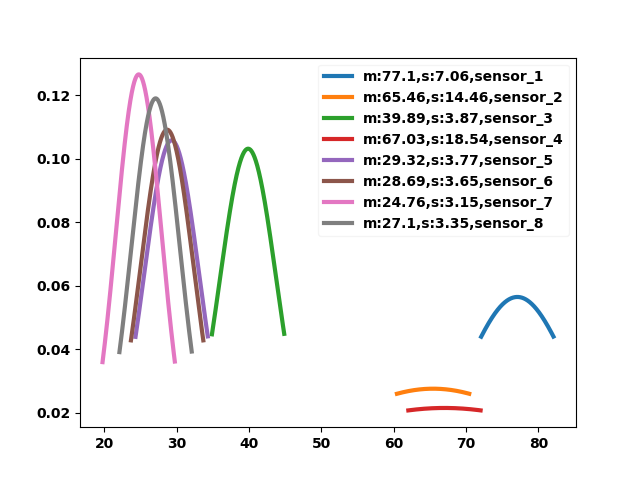 m:77.1,s:7.06,sensor_1
m:65.46,s:14.46,sensor_2
m:39.89,s:3.87,sensor_3
m:67.03,s:18.54,sensor_4
m:29.32,s:3.77,sensor_5
m:28.69,s:3.65,sensor_6
m:24.76,s:3.15,sensor_7
m:27.1,s:3.35,sensor_8
0.12
0.10
0.08
0.06
0.04
0.02
20 30 40 50 60 70 80